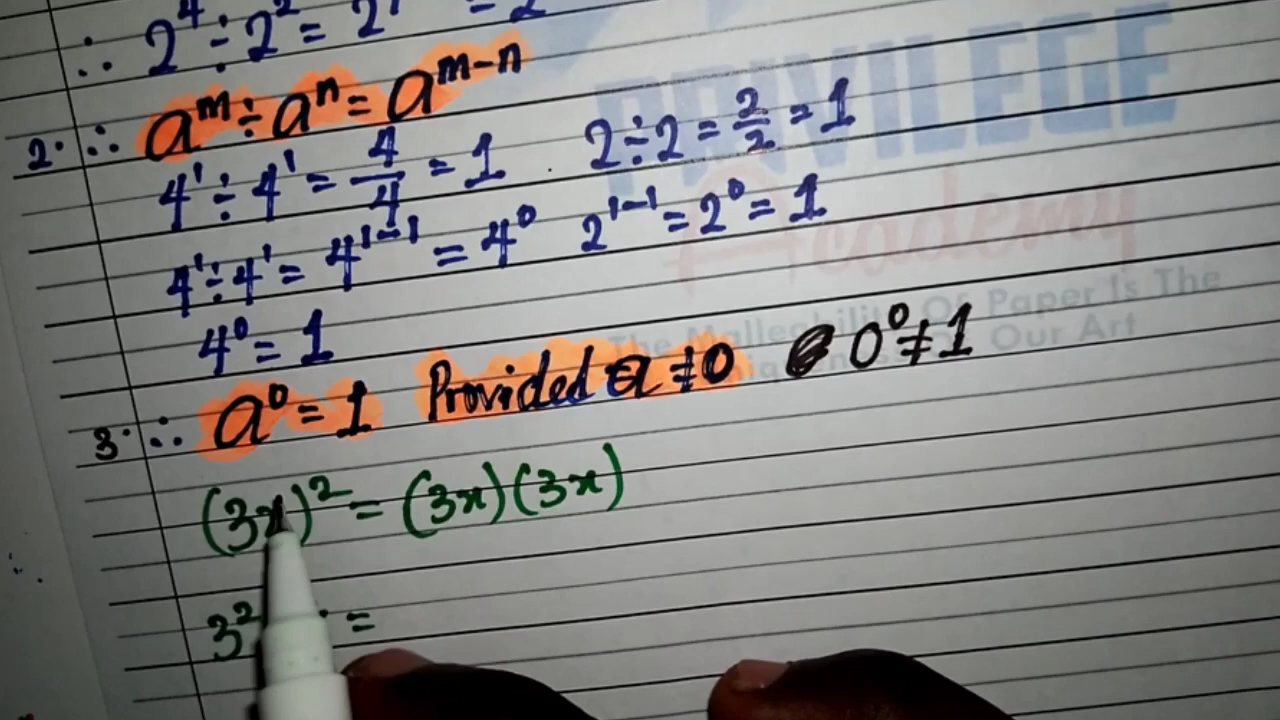 ∴ 2⁴ ÷ 2² = 2 = 2
2. ∴ aᵐ ÷ aⁿ = aᵐ⁻ⁿ
4¹ ÷ 4¹ = 4/4 = 1 2 ÷ 2 = 2/2 = 1
4¹ ÷ 4¹ = 4¹⁻¹ = 4⁰ 2¹⁻¹ = 2⁰ = 1
4⁰ = 1
3. ∴ a⁰ = 1 Provided a ≠ 0 0⁰ ≠ 1
(3x)² = (3x)(3x)
3² =
PRIVILEGE
Academy
The Malleability Of Paper Is The
Our Art